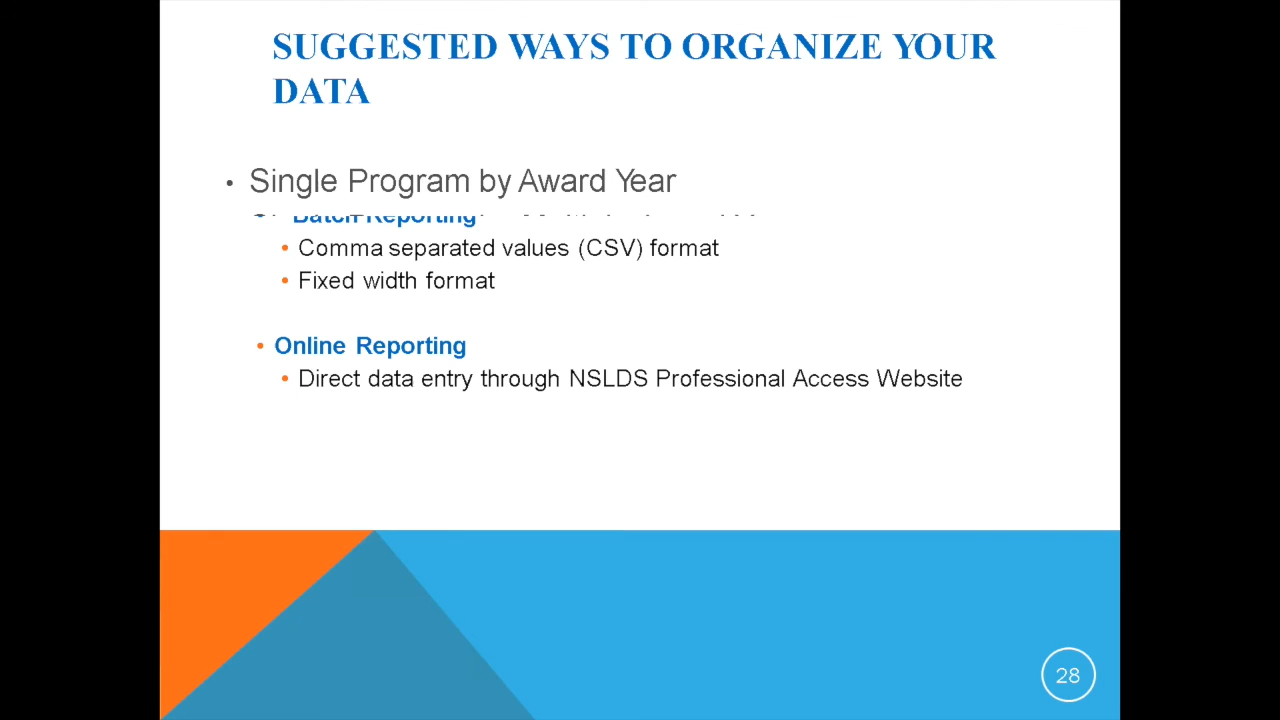 SUGGESTED WAYS TO ORGANIZE YOUR
DATA
• Single Program by Award Year
Batch Reporting
• Comma separated values (CSV) format
• Fixed width format
• Online Reporting
• Direct data entry through NSLDS Professional Access Website
28